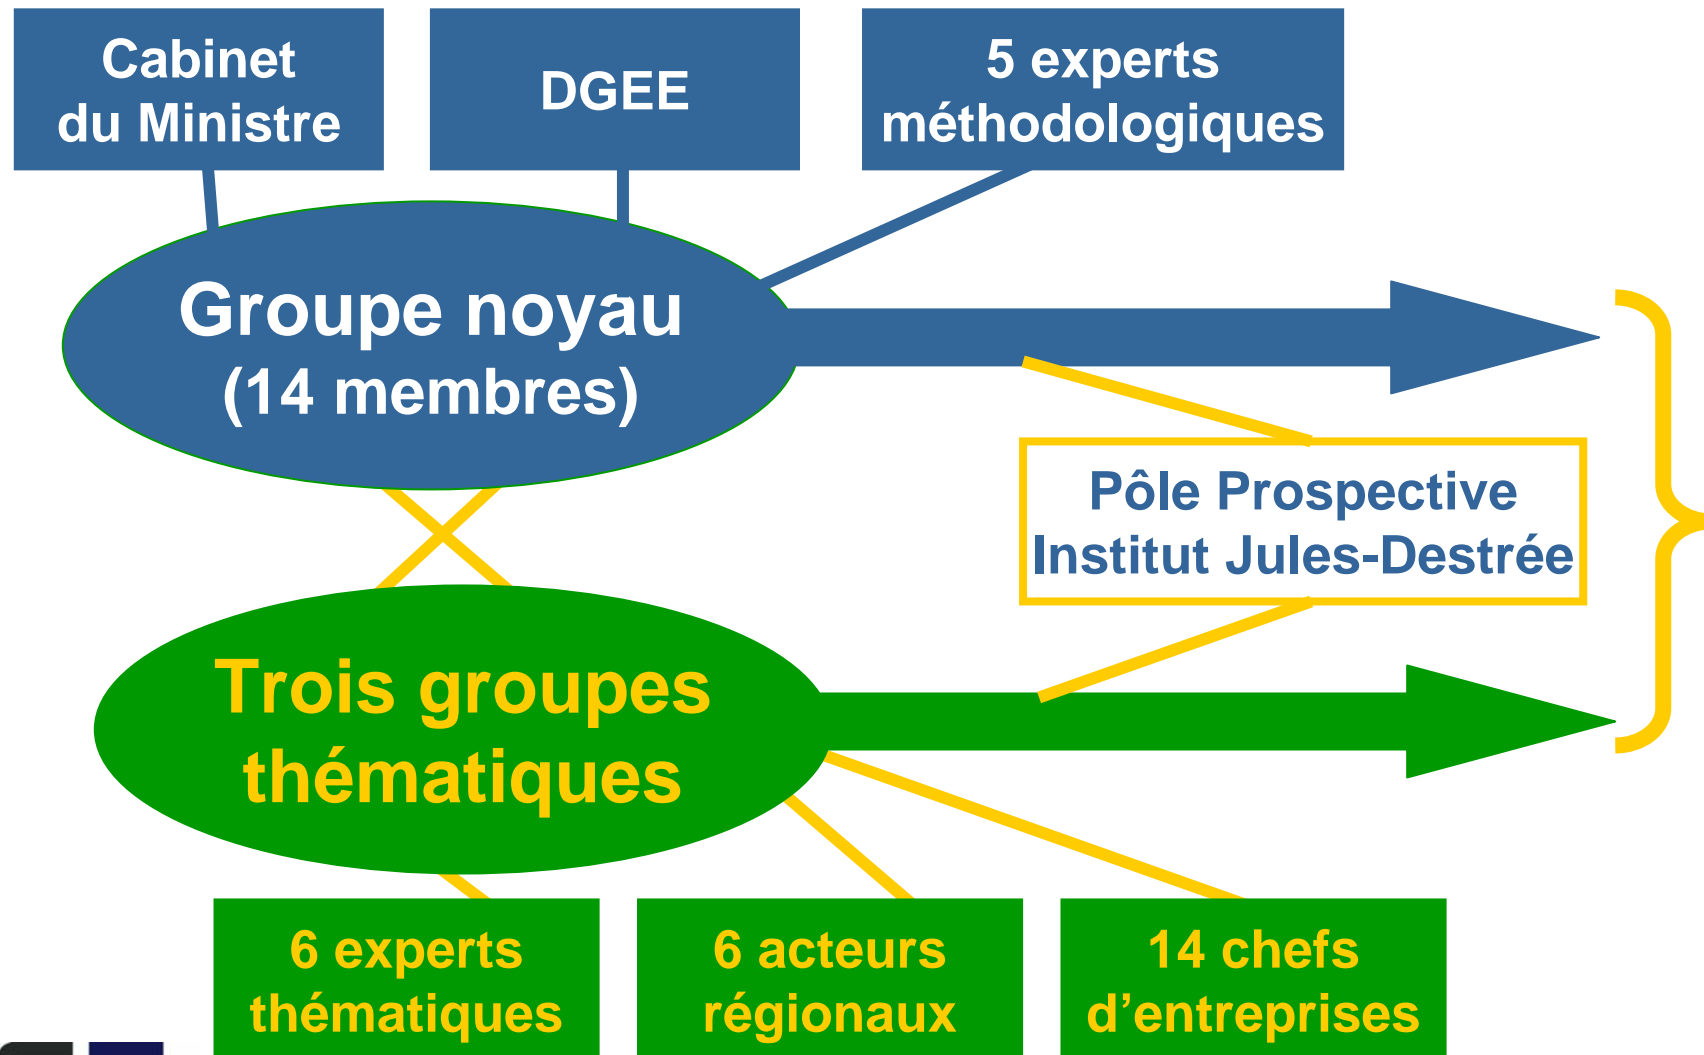 Cabinet
du Ministre
DGEE
5 experts
méthodologiques
Groupe noyau
(14 membres)
Pôle Prospective
Institut Jules-Destrée
Trois groupes
thématiques
6 experts
thématiques
6 acteurs
régionaux
14 chefs
d’entreprises